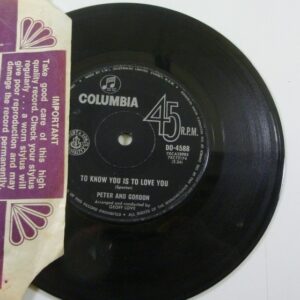 IMPORTANT
Take good care of this high
quality record. Check your stylus
regularly - a worn stylus will
give poor reproduction and may
damage the record permanently.
COLUMBIA
45
R.P.M.
DO-4588
TO KNOW YOU IS TO LOVE YOU
(Spector)
PETER AND GORDON
Arranged and conducted by
GEOFF LOVE